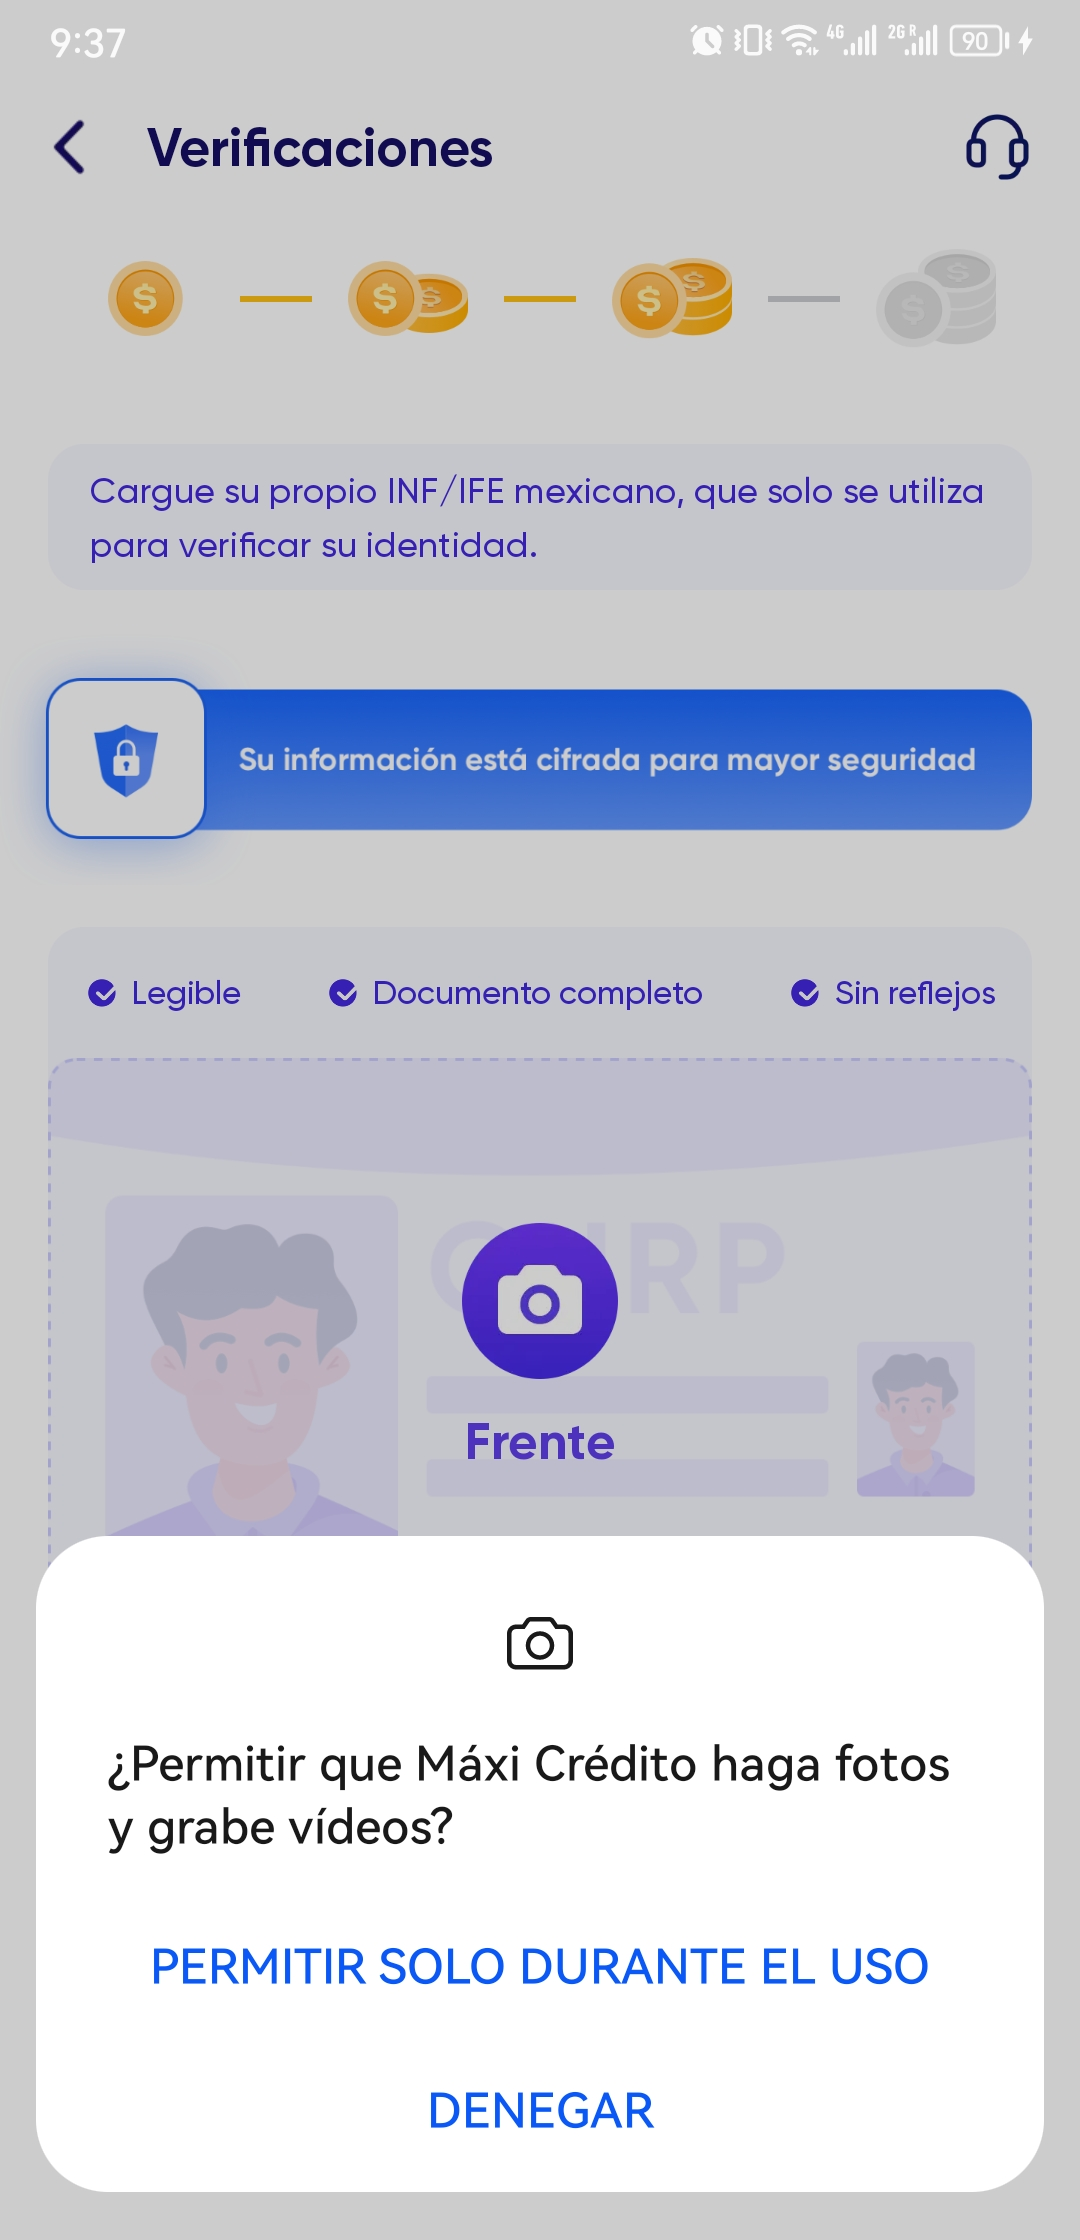 9:37
4G 2G R 90
Verificaciones
Cargue su propio INF/IFE mexicano, que solo se utiliza
para verificar su identidad.
Su información está cifrada para mayor seguridad
Legible Documento completo Sin reflejos
Frente
¿Permitir que Máxi Crédito haga fotos
y grabe vídeos?
PERMITIR SOLO DURANTE EL USO
DENEGAR